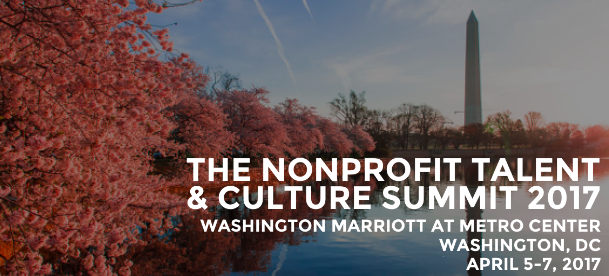 THE NONPROFIT TALENT
& CULTURE SUMMIT 2017
WASHINGTON MARRIOTT AT METRO CENTER
WASHINGTON, DC
APRIL 5-7, 2017